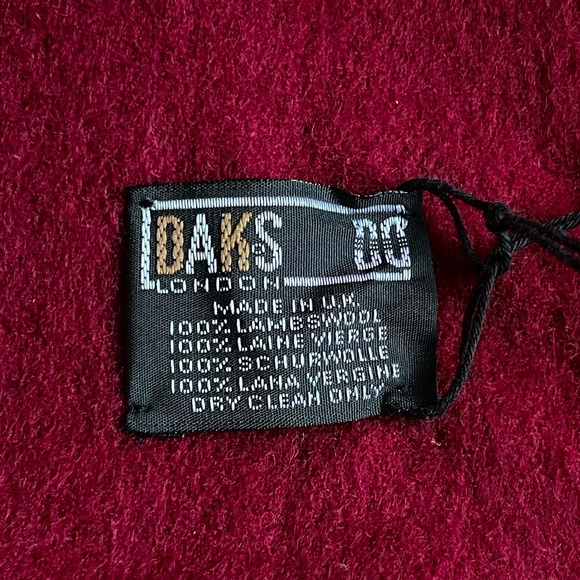 DAKS DD
LONDON
MADE IN U.K.
100% LAMBSWOOL
100% LAINE VIERGE
100% SCHURWOLLE
100% LANA VERGINE
DRY CLEAN ONLY